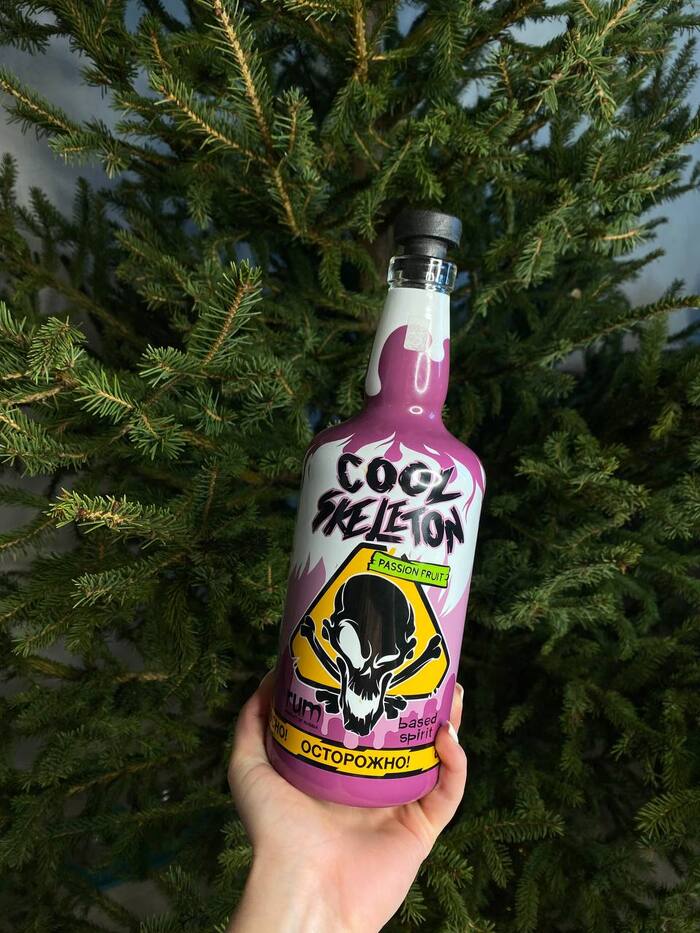 COOL
SKELETON
PASSION FRUIT
rum
based
spirit
ОСТОРОЖНО!